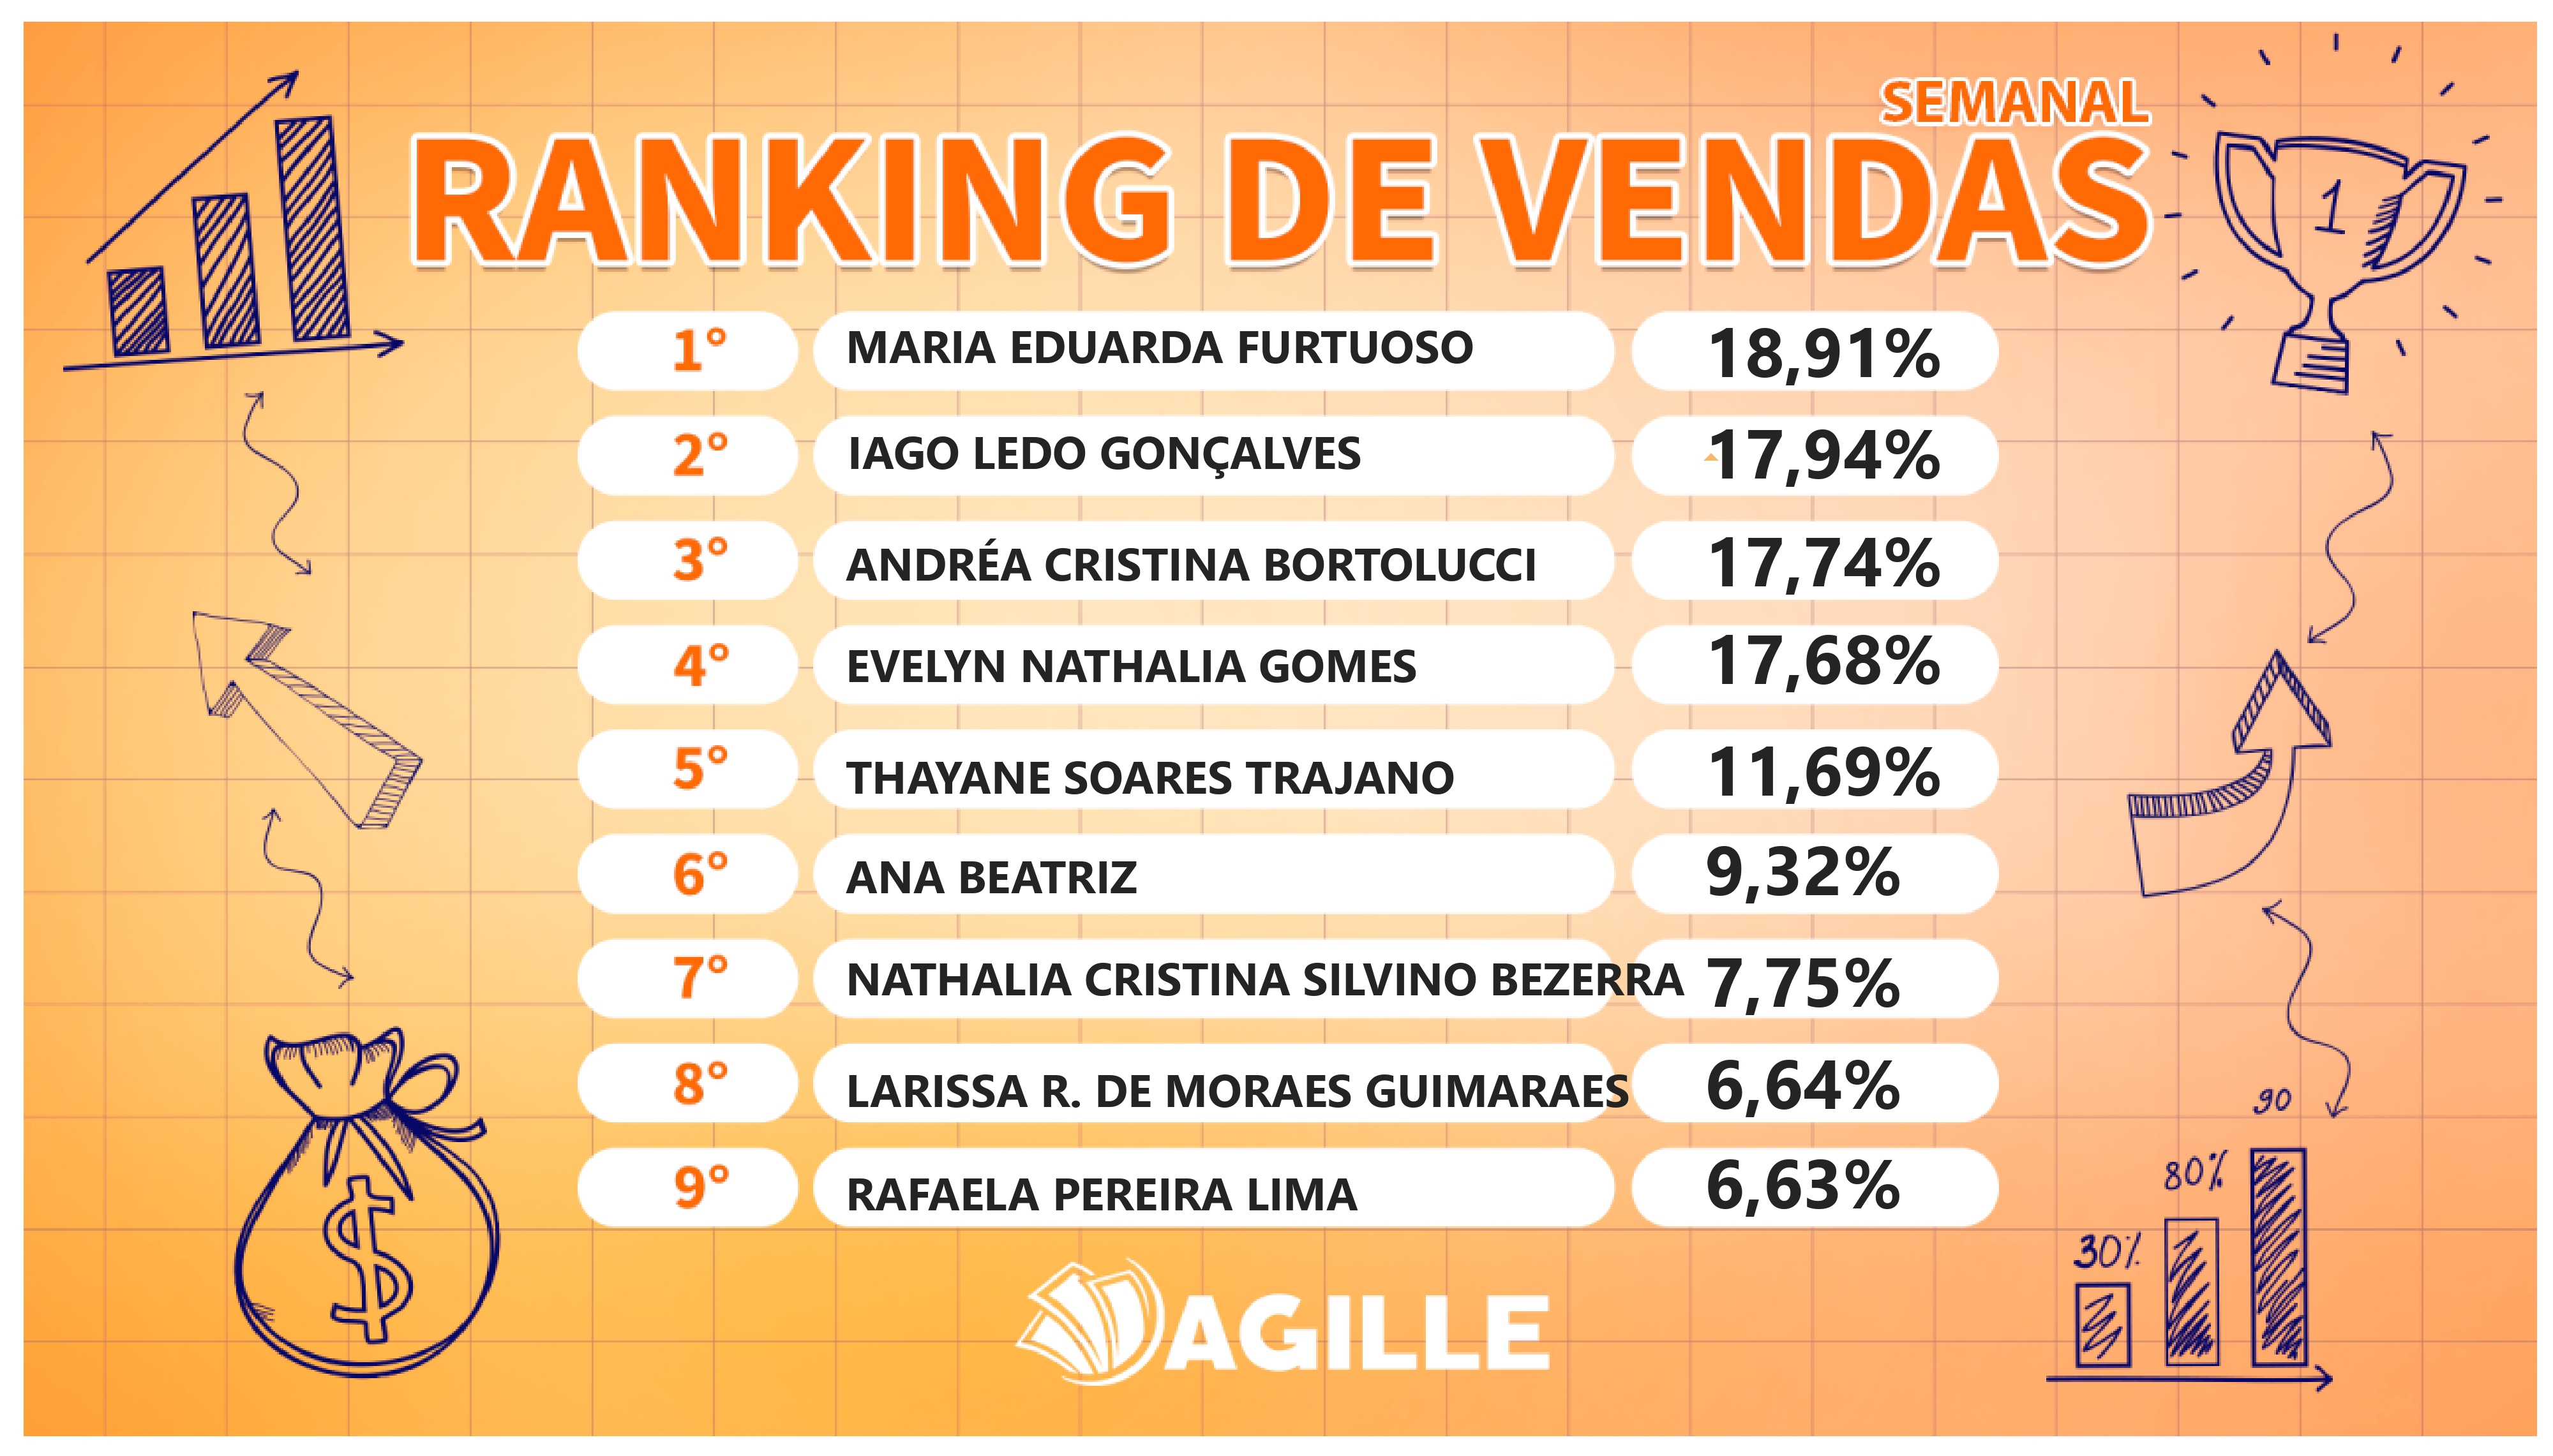 SEMANAL
RANKING DE VENDAS
1
1° MARIA EDUARDA FURTUOSO 18,91%
2° IAGO LEDO GONÇALVES 17,94%
3° ANDRÉA CRISTINA BORTOLUCCI 17,74%
4° EVELYN NATHALIA GOMES 17,68%
5° THAYANE SOARES TRAJANO 11,69%
6° ANA BEATRIZ 9,32%
7° NATHALIA CRISTINA SILVINO BEZERRA 7,75%
8° LARISSA R. DE MORAES GUIMARAES 6,64%
9° RAFAELA PEREIRA LIMA 6,63%
$
30%
80%
90
AGILLE